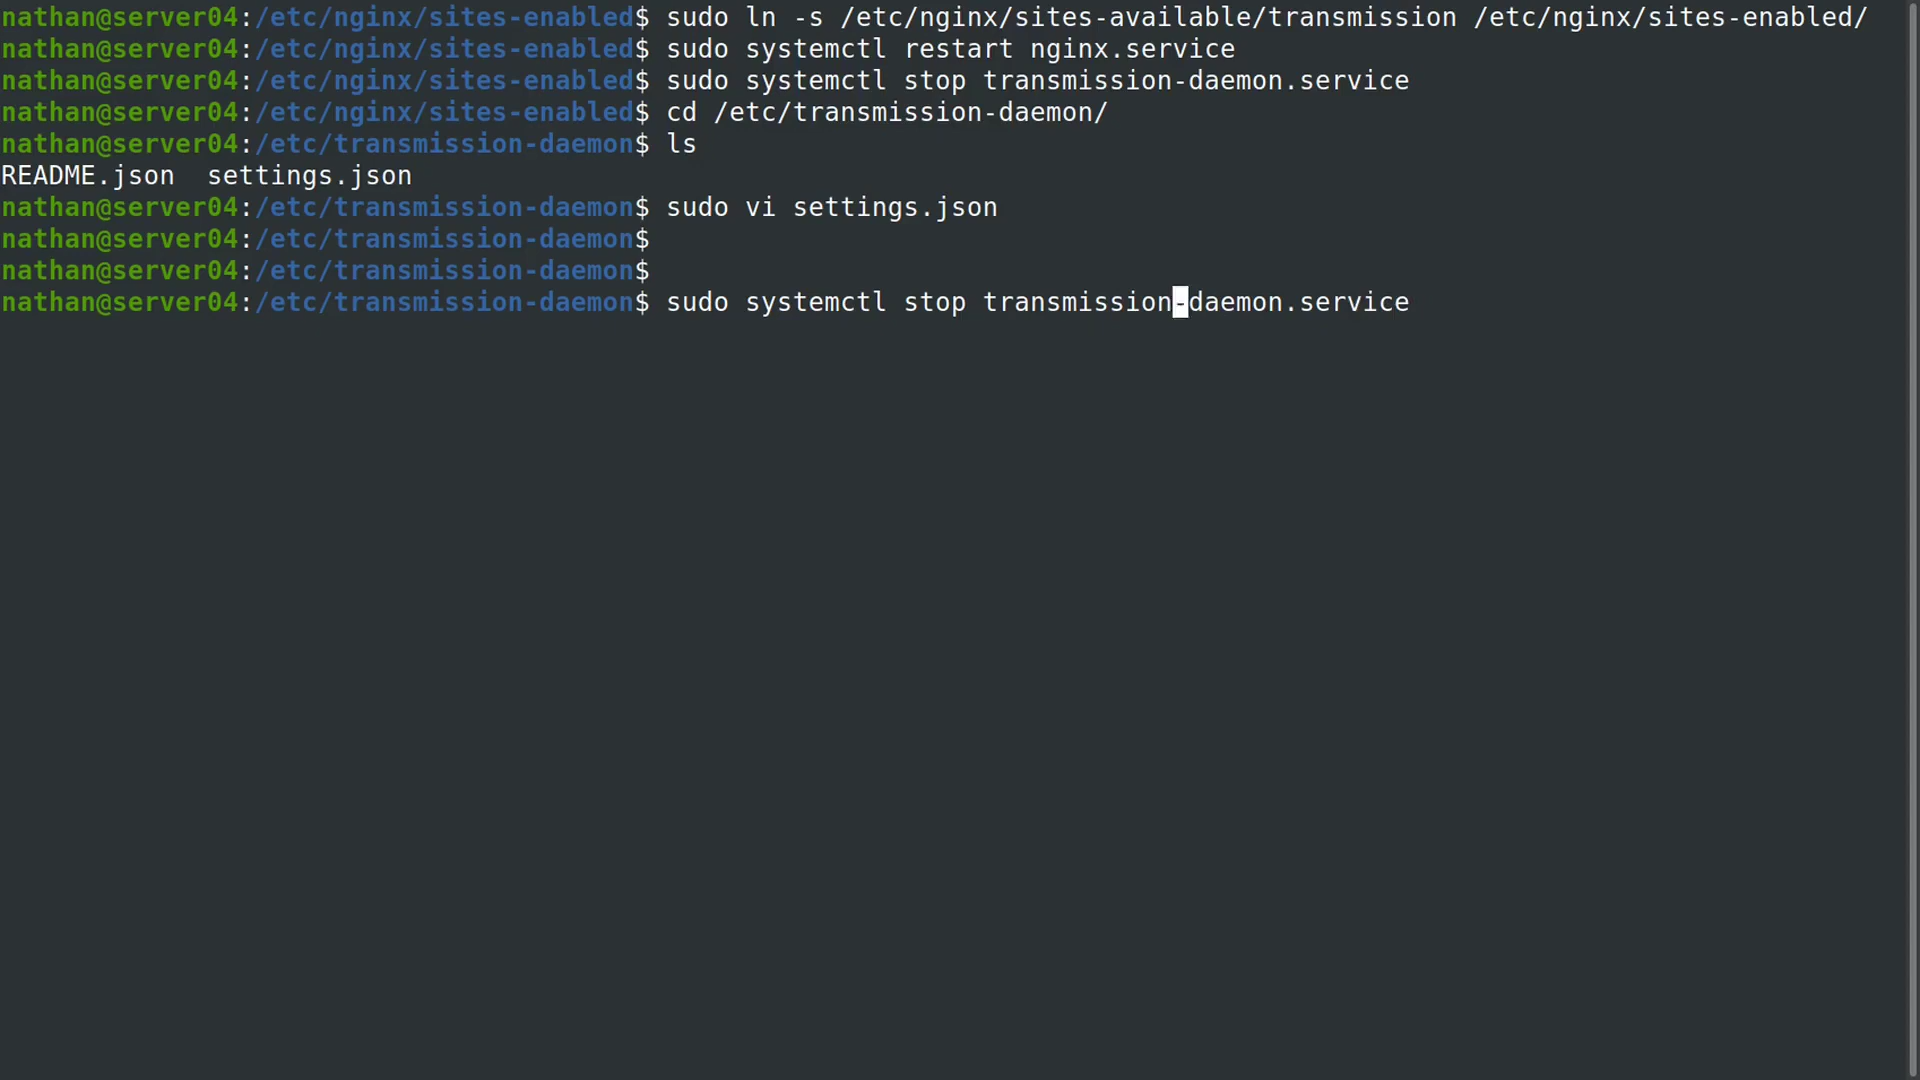 nathan@server04:/etc/nginx/sites-enabled$ sudo ln -s /etc/nginx/sites-available/transmission /etc/nginx/sites-enabled/
nathan@server04:/etc/nginx/sites-enabled$ sudo systemctl restart nginx.service
nathan@server04:/etc/nginx/sites-enabled$ sudo systemctl stop transmission-daemon.service
nathan@server04:/etc/nginx/sites-enabled$ cd /etc/transmission-daemon/
nathan@server04:/etc/transmission-daemon$ ls
README.json  settings.json
nathan@server04:/etc/transmission-daemon$ sudo vi settings.json
nathan@server04:/etc/transmission-daemon$
nathan@server04:/etc/transmission-daemon$
nathan@server04:/etc/transmission-daemon$ sudo systemctl stop transmission-daemon.service